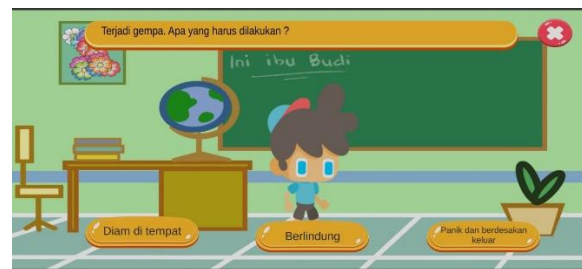 Terjadi gempa. Apa yang harus dilakukan ?
Ini ibu Budi
Diam di tempat
Berlindung
Panik dan berdesakan
keluar